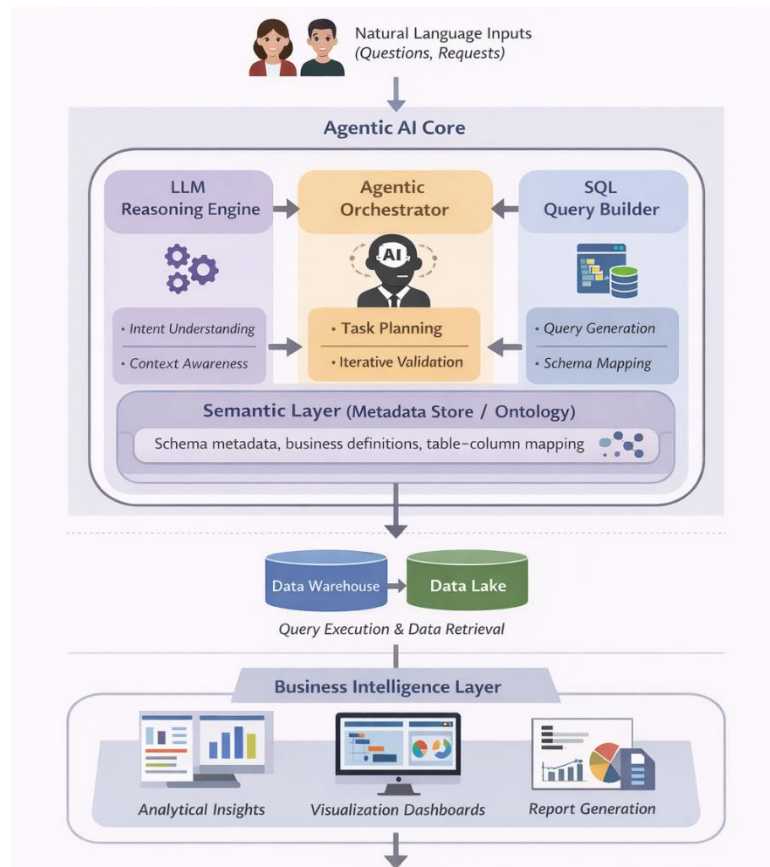 Natural Language Inputs
(Questions, Requests)
Agentic AI Core
LLM
Reasoning Engine
Agentic
Orchestrator
SQL
Query Builder
AI
• Intent Understanding
• Context Awareness
• Task Planning
• Iterative Validation
• Query Generation
• Schema Mapping
Semantic Layer (Metadata Store / Ontology)
Schema metadata, business definitions, table-column mapping
Data Warehouse
Data Lake
Query Execution & Data Retrieval
Business Intelligence Layer
Analytical Insights
Visualization Dashboards
Report Generation